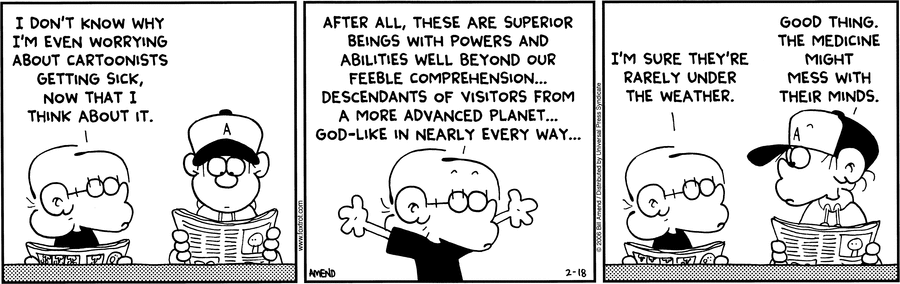 I DON'T KNOW WHY
I'M EVEN WORRYING
ABOUT CARTOONISTS
GETTING SICK,
NOW THAT I
THINK ABOUT IT.
A
www.foxtrot.com
AFTER ALL, THESE ARE SUPERIOR
BEINGS WITH POWERS AND
ABILITIES WELL BEYOND OUR
FEEBLE COMPREHENSION...
DESCENDANTS OF VISITORS FROM
A MORE ADVANCED PLANET...
GOD-LIKE IN NEARLY EVERY WAY...
AMEND
2-18
© 2006 Bill Amend / Distributed by Universal Press Syndicate
I'M SURE THEY'RE
RARELY UNDER
THE WEATHER.
GOOD THING.
THE MEDICINE
MIGHT
MESS WITH
THEIR MINDS.
A